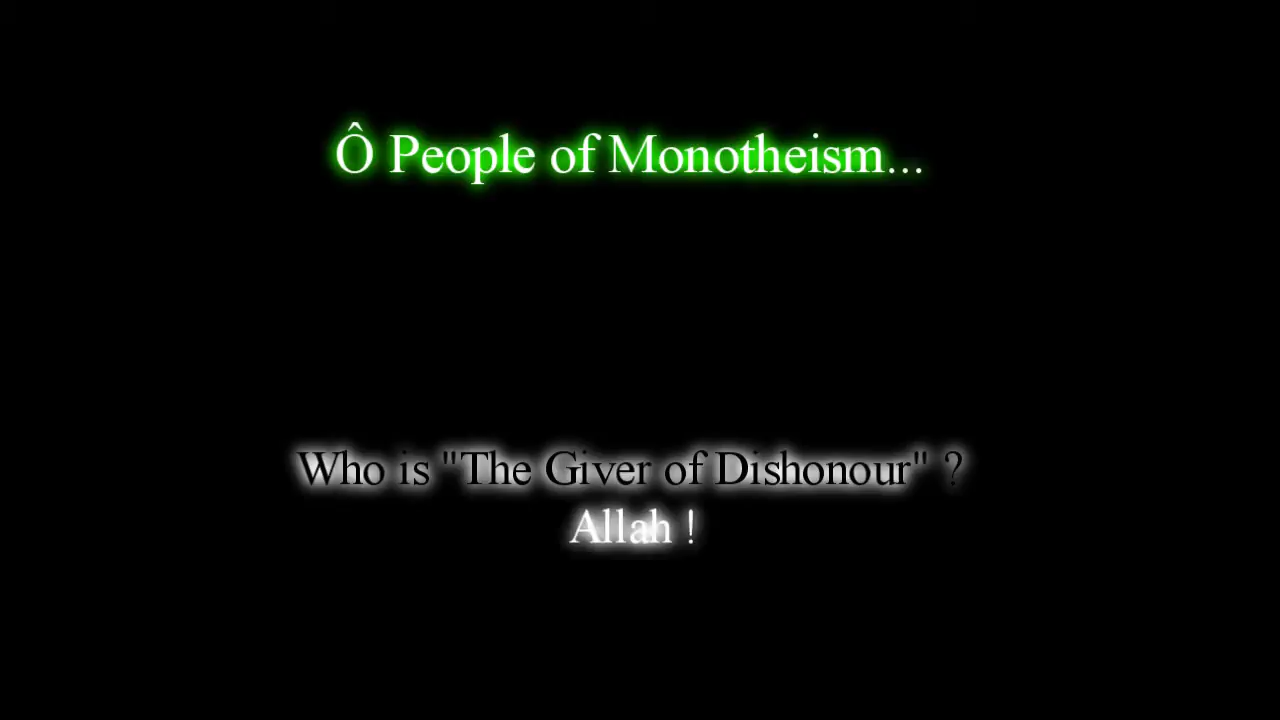 Ô People of Monotheism...
Who is "The Giver of Dishonour" ?
Allah !